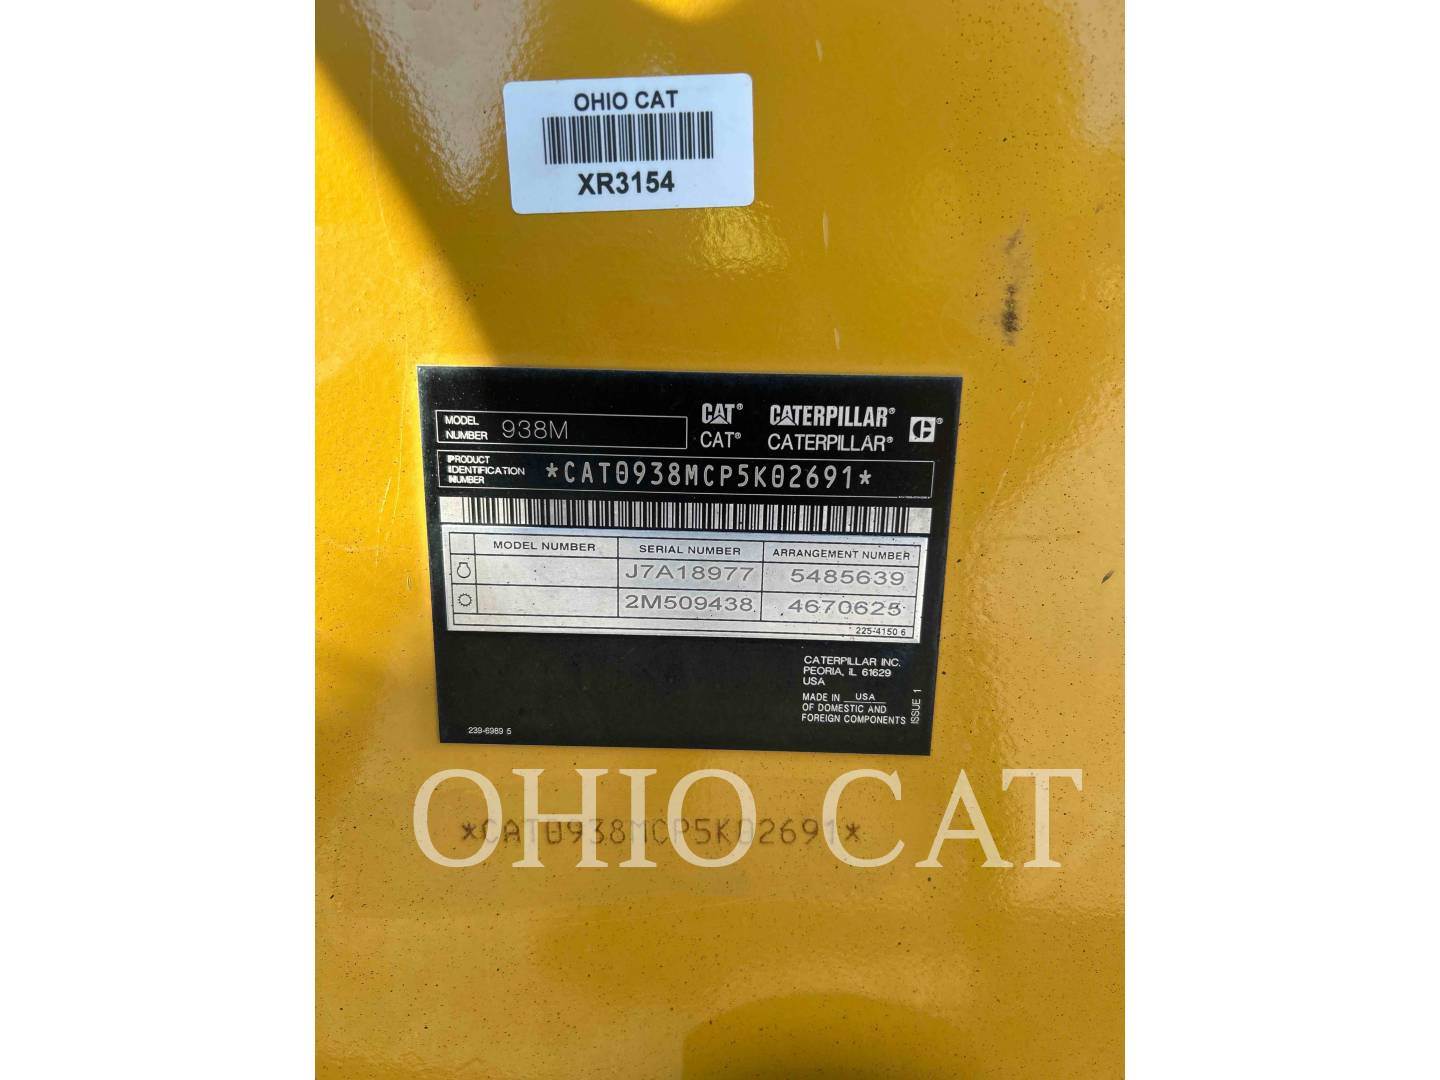 OHIO CAT
XR3154
MODEL NUMBER 938M
CAT® CATERPILLAR®
CAT® CATERPILLAR®
PRODUCT IDENTIFICATION NUMBER *CAT0938MCP5K02691*
MODEL NUMBER SERIAL NUMBER ARRANGEMENT NUMBER
J7A18977 5485639
2M509438 4670625
225-4150 6
CATERPILLAR INC.
PEORIA, IL 61629
USA
MADE IN USA
OF DOMESTIC AND
FOREIGN COMPONENTS
ISSUE 1
239-6989 5
OHIO CAT
*CAT0938MCP5K02691*